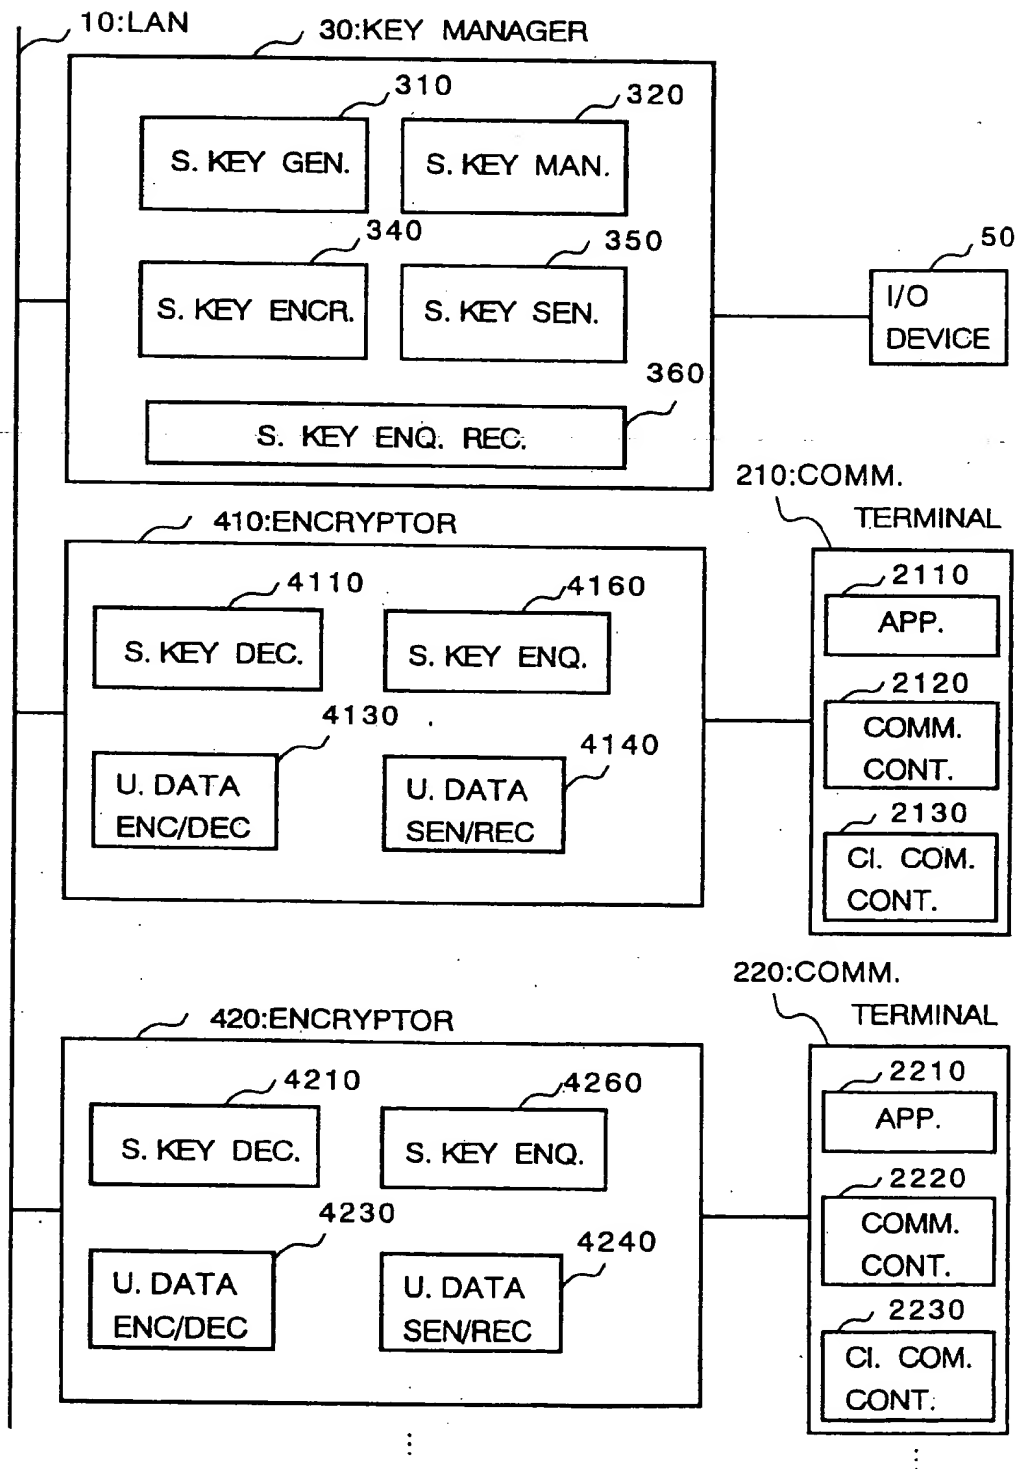 10:LAN
30:KEY MANAGER
310
320
S. KEY GEN.
S. KEY MAN.
340
350
S. KEY ENCR.
S. KEY SEN.
50
I/O
DEVICE
360
S. KEY ENQ. REC.
210:COMM.
TERMINAL
410:ENCRYPTOR
4110
4160
S. KEY DEC.
S. KEY ENQ.
4130
4140
U. DATA
ENC/DEC
U. DATA
SEN/REC
2110
APP.
2120
COMM.
CONT.
2130
CI. COM.
CONT.
220:COMM.
TERMINAL
420:ENCRYPTOR
4210
4260
S. KEY DEC.
S. KEY ENQ.
4230
4240
U. DATA
ENC/DEC
U. DATA
SEN/REC
2210
APP.
2220
COMM.
CONT.
2230
CI. COM.
CONT.